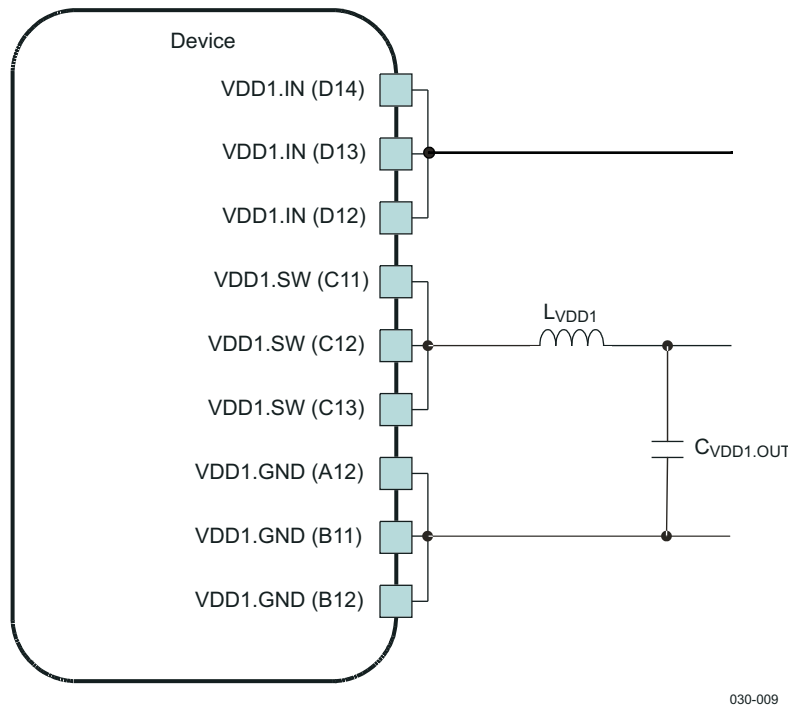 Device
VDD1.IN (D14)
VDD1.IN (D13)
VDD1.IN (D12)
VDD1.SW (C11)
LVDD1
VDD1.SW (C12)
VDD1.SW (C13)
CVDD1.OUT
VDD1.GND (A12)
VDD1.GND (B11)
VDD1.GND (B12)
030-009